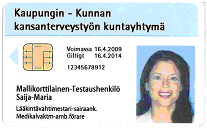 Kaupungin - Kunnan
kansanterveystyön kuntayhtymä
Voimassa 16.4.2009
Giltigt 16.4.2014
12345678912
Mallikorttilainen-Testaushenkilö
Saija-Maria
Lääkintävahtimestari-sairaank.
Medikalvaktm-amb.förare